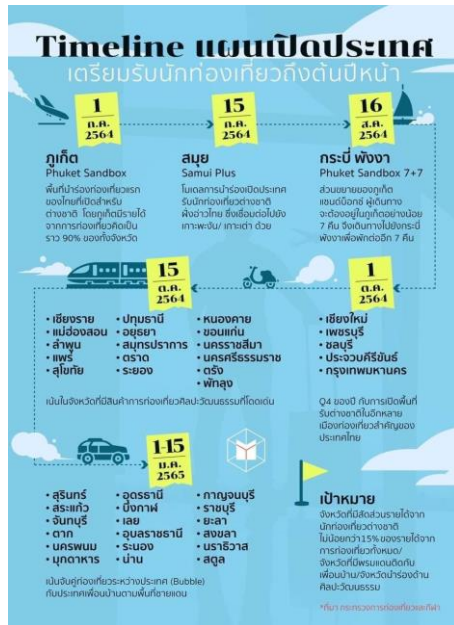 Timeline แผนเปิดประเทศ
เตรียมรับนักท่องเที่ยวถึงต้นปีหน้า
1
ก.ค.
2564
ภูเก็ต
Phuket Sandbox
พื้นที่นำร่องท่องเที่ยวแรก
ของไทยที่เปิดสำหรับ
ต่างชาติ โดยภูเก็ตมีรายได้
จากการท่องเที่ยวคิดเป็น
ราว 90% ของทั้งจังหวัด
15
ก.ค.
2564
สมุย
Samui Plus
โมเดลการนำร่องเปิดประเทศ
รับนักท่องเที่ยวต่างชาติ
ฝั่งอ่าวไทย ซึ่งเชื่อมต่อไปยัง
เกาะพะงัน/ เกาะเต่า ด้วย
16
ส.ค.
2564
กระบี่ พังงา
Phuket Sandbox 7+7
ส่วนขยายของภูเก็ต
แซนด์บ็อกซ์ ผู้เดินทาง
จะต้องอยู่ในภูเก็ตอย่างน้อย
7 คืน จึงเดินทางไปยังกระบี่
พังงาเพื่อพักต่ออีก 7 คืน
1
ต.ค.
2564
• เชียงใหม่
• เพชรบุรี
• ชลบุรี
• ประจวบคีรีขันธ์
• กรุงเทพมหานคร
Q4 ของปี กับการเปิดพื้นที่
รับต่างชาติในอีกหลาย
เมืองท่องเที่ยวสำคัญของ
ประเทศไทย
15
ต.ค.
2564
• เชียงราย
• แม่ฮ่องสอน
• ลำพูน
• แพร่
• สุโขทัย
• ปทุมธานี
• อยุธยา
• สมุทรปราการ
• ตราด
• ระยอง
• หนองคาย
• ขอนแก่น
• นครราชสีมา
• นครศรีธรรมราช
• ตรัง
• พัทลุง
เน้นในจังหวัดที่มีสินค้าการท่องเที่ยวศิลปะวัฒนธรรมที่โดดเด่น
1-15
ม.ค.
2565
• สุรินทร์
• สระแก้ว
• จันทบุรี
• ตาก
• นครพนม
• มุกดาหาร
• อุดรธานี
• บึงกาฬ
• เลย
• อุบลราชธานี
• ระนอง
• น่าน
• กาญจนบุรี
• ราชบุรี
• ยะลา
• สงขลา
• นราธิวาส
• สตูล
เน้นจับคู่ท่องเที่ยวระหว่างประเทศ (Bubble)
กับประเทศเพื่อนบ้านตามพื้นที่ชายแดน
เป้าหมาย
จังหวัดที่มีสัดส่วนรายได้จาก
นักท่องเที่ยวต่างชาติ
ไม่น้อยกว่า 15% ของรายได้จาก
การท่องเที่ยวทั้งหมด/
จังหวัดที่มีพรมแดนติดกับ
เพื่อนบ้าน/จังหวัดนำร่องด้าน
ศิลปะวัฒนธรรม
*ที่มา กระทรวงการท่องเที่ยวและกีฬา